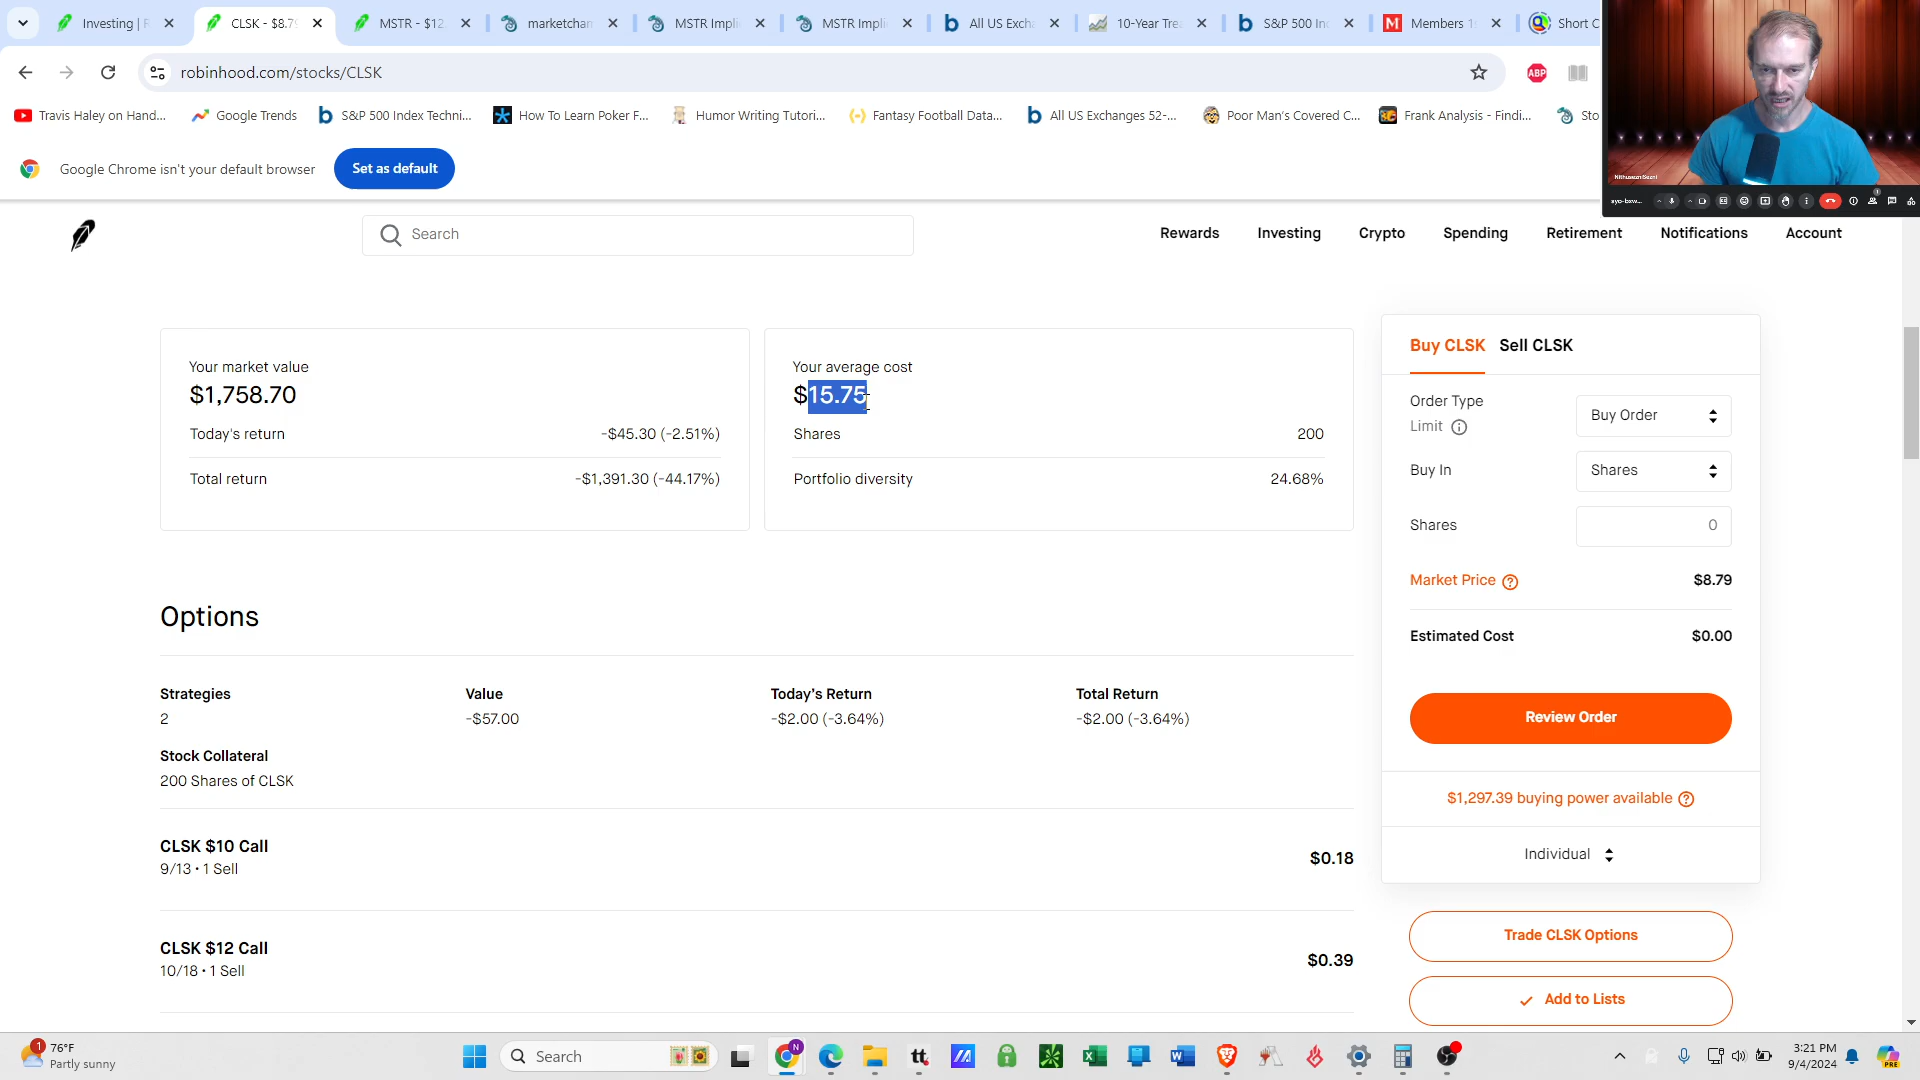 Investing | R
CLSK - $8.79
MSTR - $12
marketcham
MSTR Impli
MSTR Impli
All US Exch
10-Year Tre
S&P 500 In
Members 1
Short C
robinhood.com/stocks/CLSK
ABP
Travis Haley on Hand...
Google Trends
S&P 500 Index Techni...
How To Learn Poker F...
Humor Writing Tutori...
Fantasy Football Data...
All US Exchanges 52-...
Poor Man's Covered C...
Frank Analysis - Findi...
Sto
Google Chrome isn't your default browser
Set as default
Search
Rewards
Investing
Crypto
Spending
Retirement
Notifications
Account
Your market value
$1,758.70
Today's return
-$45.30 (-2.51%)
Total return
-$1,391.30 (-44.17%)
Your average cost
$15.75
Shares
200
Portfolio diversity
24.68%
Buy CLSK
Sell CLSK
Order Type
Limit
Buy Order
Buy In
Shares
Shares
0
Market Price
$8.79
Estimated Cost
$0.00
Review Order
$1,297.39 buying power available
Individual
Trade CLSK Options
Add to Lists
Options
Strategies
Value
Today's Return
Total Return
2
-$57.00
-$2.00 (-3.64%)
-$2.00 (-3.64%)
Stock Collateral
200 Shares of CLSK
CLSK $10 Call
9/13 · 1 Sell
$0.18
CLSK $12 Call
10/18 · 1 Sell
$0.39
1
76°F
Partly sunny
Search
N
tt
3:21 PM
9/4/2024
PRE